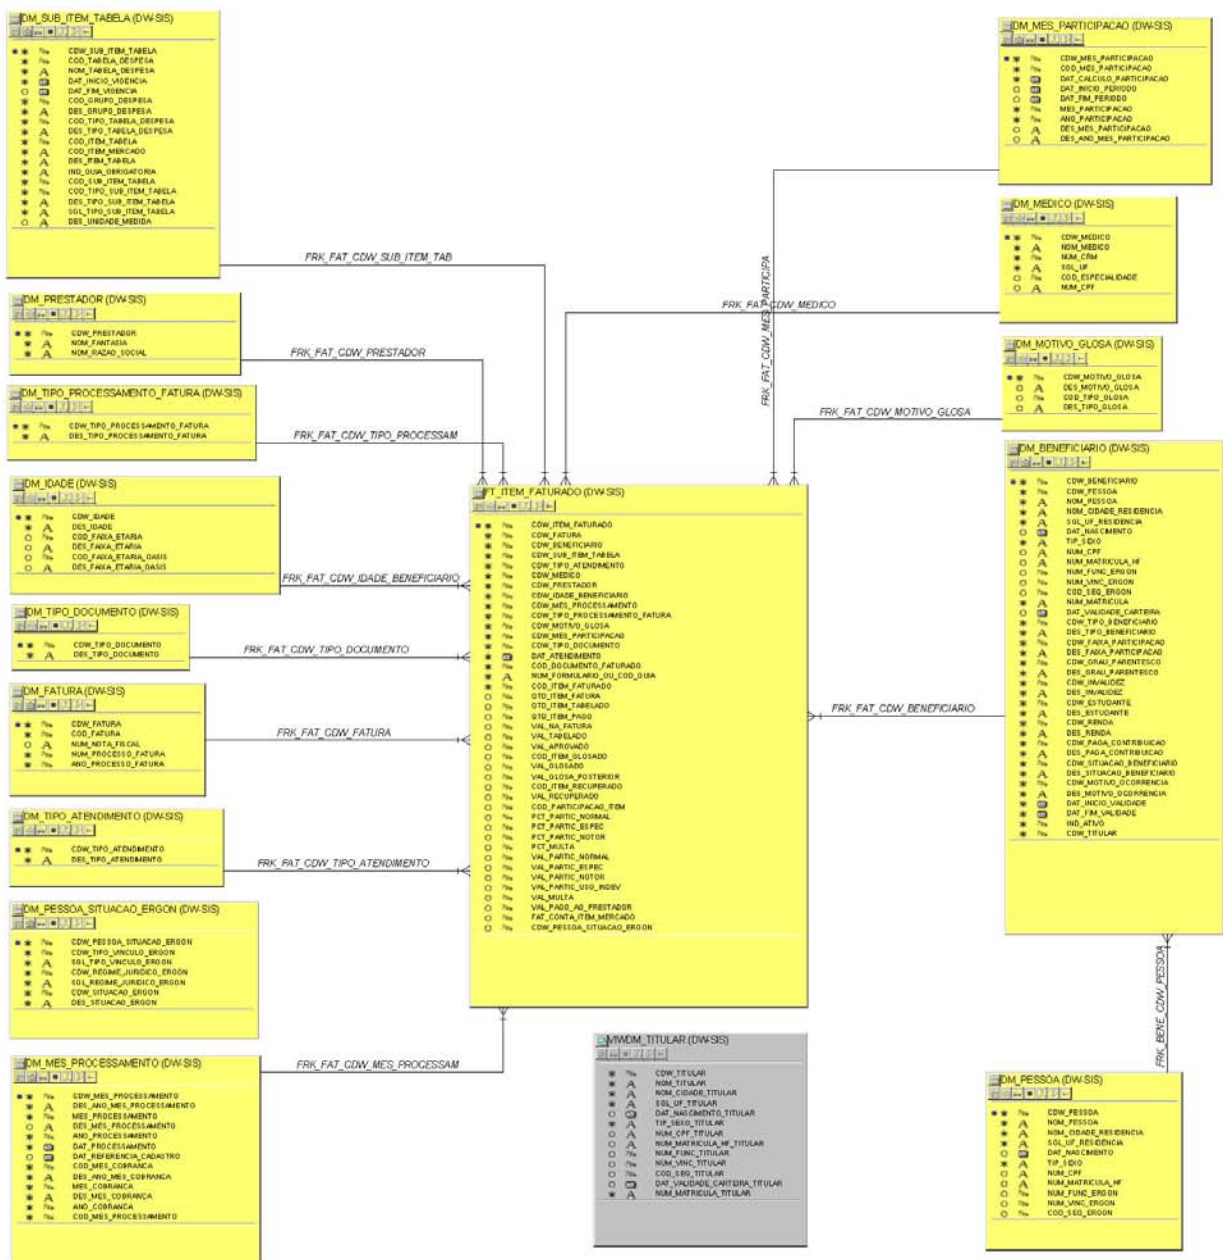 DM_SUB_ITEM_TABELA (DW-SIS)
CDW_SUB_ITEM_TABELA
COD_TABELA_DESPESA
NOM_TABELA_DESPESA
DAT_INICIO_VIGENCIA
DAT_FIM_VIGENCIA
COD_GRUPO_DESPESA
DES_GRUPO_DESPESA
COD_TIPO_TABELA_DESPESA
DES_TIPO_TABELA_DESPESA
COD_ITEM_TABELA
COD_ITEM_MERCADO
DES_ITEM_TABELA
IND_GUIA_OBRIGATORIA
COD_SUB_ITEM_TABELA
COD_TIPO_SUB_ITEM_TABELA
DES_TIPO_SUB_ITEM_TABELA
SGL_TIPO_SUB_ITEM_TABELA
DES_UNIDADE_MEDIDA
FRK_FAT_CDW_SUB_ITEM_TAB
DM_PRESTADOR (DW-SIS)
CDW_PRESTADOR
NOM_FANTASIA
NOM_RAZAO_SOCIAL
FRK_FAT_CDW_PRESTADOR
DM_TIPO_PROCESSAMENTO_FATURA (DW-SIS)
CDW_TIPO_PROCESSAMENTO_FATURA
DES_TIPO_PROCESSAMENTO_FATURA
FRK_FAT_CDW_TIPO_PROCESSAM
DM_IDADE (DW-SIS)
CDW_IDADE
DES_IDADE
COD_FAIXA_ETARIA
DES_FAIXA_ETARIA
COD_FAIXA_ETARIA_OASIS
DES_FAIXA_ETARIA_OASIS
FRK_FAT_CDW_IDADE_BENEFICIARIO
DM_TIPO_DOCUMENTO (DW-SIS)
CDW_TIPO_DOCUMENTO
DES_TIPO_DOCUMENTO
FRK_FAT_CDW_TIPO_DOCUMENTO
DM_FATURA (DW-SIS)
CDW_FATURA
COD_FATURA
NUM_NOTA_FISCAL
NUM_PROCESSO_FATURA
ANO_PROCESSO_FATURA
FRK_FAT_CDW_FATURA
DM_TIPO_ATENDIMENTO (DW-SIS)
CDW_TIPO_ATENDIMENTO
DES_TIPO_ATENDIMENTO
FRK_FAT_CDW_TIPO_ATENDIMENTO
DM_PESSOA_SITUACAO_ERGON (DW-SIS)
CDW_PESSOA_SITUACAO_ERGON
CDW_TIPO_VINCULO_ERGON
SGL_TIPO_VINCULO_ERGON
CDW_REGIME_JURIDICO_ERGON
SGL_REGIME_JURIDICO_ERGON
CDW_SITUACAO_ERGON
DES_SITUACAO_ERGON
DM_MES_PROCESSAMENTO (DW-SIS)
CDW_MES_PROCESSAMENTO
DES_ANO_MES_PROCESSAMENTO
MES_PROCESSAMENTO
DES_MES_PROCESSAMENTO
ANO_PROCESSAMENTO
DAT_PROCESSAMENTO
DAT_REFERENCIA_CADASTRO
COD_MES_COBRANCA
DES_ANO_MES_COBRANCA
MES_COBRANCA
DES_MES_COBRANCA
ANO_COBRANCA
COD_MES_PROCESSAMENTO
FRK_FAT_CDW_MES_PROCESSAM
FT_ITEM_FATURADO (DW-SIS)
CDW_ITEM_FATURADO
CDW_FATURA
CDW_BENEFICIARIO
CDW_SUB_ITEM_TABELA
CDW_TIPO_ATENDIMENTO
CDW_MEDICO
CDW_PRESTADOR
CDW_IDADE_BENEFICIARIO
CDW_MES_PROCESSAMENTO
CDW_TIPO_PROCESSAMENTO_FATURA
CDW_MOTIVO_GLOSA
CDW_MES_PARTICIPACAO
CDW_TIPO_DOCUMENTO
DAT_ATENDIMENTO
COD_DOCUMENTO_FATURADO
NUM_FORMULARIO_OU_COD_GUIA
COD_ITEM_FATURADO
QTD_ITEM_FATURA
QTD_ITEM_TABELADO
QTD_ITEM_PAGO
VAL_NA_FATURA
VAL_TABELADO
VAL_APROVADO
COD_ITEM_GLOSADO
VAL_GLOSADO
VAL_GLOSA_POSTERIOR
COD_ITEM_RECUPERADO
VAL_RECUPERADO
COD_PARTICIPACAO_ITEM
PCT_PARTIC_NORMAL
PCT_PARTIC_ESPEC
PCT_PARTIC_NOTOR
PCT_MULTA
VAL_PARTIC_NORMAL
VAL_PARTIC_ESPEC
VAL_PARTIC_NOTOR
VAL_PARTIC_USO_INDEV
VAL_MULTA
VAL_PAGO_AO_PRESTADOR
FAT_CONTA_ITEM_MERCADO
CDW_PESSOA_SITUACAO_ERGON
VIWDM_TITULAR (DW-SIS)
CDW_TITULAR
NOM_TITULAR
NOM_CIDADE_TITULAR
SGL_UF_TITULAR
DAT_NASCIMENTO_TITULAR
TIP_SEXO_TITULAR
NUM_CPF_TITULAR
NUM_MATRICULA_HF_TITULAR
NUM_FUNC_TITULAR
NUM_VINC_TITULAR
COD_SEQ_TITULAR
DAT_VALIDADE_CARTEIRA_TITULAR
NUM_MATRICULA_TITULAR
DM_MES_PARTICIPACAO (DW-SIS)
CDW_MES_PARTICIPACAO
COD_MES_PARTICIPACAO
DAT_CALCULO_PARTICIPACAO
DAT_INICIO_PERIODO
DAT_FIM_PERIODO
MES_PARTICIPACAO
ANO_PARTICIPACAO
DES_MES_PARTICIPACAO
DES_ANO_MES_PARTICIPACAO
FRK_FAT_CDW_MES_PARTICIPA
DM_MEDICO (DW-SIS)
CDW_MEDICO
NOM_MEDICO
NUM_CRM
SGL_UF
COD_ESPECIALIDADE
NUM_CPF
FRK_FAT_CDW_MEDICO
DM_MOTIVO_GLOSA (DW-SIS)
CDW_MOTIVO_GLOSA
DES_MOTIVO_GLOSA
COD_TIPO_GLOSA
DES_TIPO_GLOSA
FRK_FAT_CDW_MOTIVO_GLOSA
DM_BENEFICIARIO (DW-SIS)
CDW_BENEFICIARIO
CDW_PESSOA
NOM_PESSOA
NOM_CIDADE_RESIDENCIA
SGL_UF_RESIDENCIA
DAT_NASCIMENTO
TIP_SEXO
NUM_CPF
NUM_MATRICULA_HF
NUM_FUNC_ERGON
NUM_VINC_ERGON
COD_SEQ_ERGON
NUM_MATRICULA
DAT_VALIDADE_CARTEIRA
CDW_TIPO_BENEFICIARIO
DES_TIPO_BENEFICIARIO
CDW_FAIXA_PARTICIPACAO
DES_FAIXA_PARTICIPACAO
CDW_GRAU_PARENTESCO
DES_GRAU_PARENTESCO
CDW_INVALIDEZ
DES_INVALIDEZ
CDW_ESTUDANTE
DES_ESTUDANTE
CDW_RENDA
DES_RENDA
CDW_PAGA_CONTRIBUICAO
DES_PAGA_CONTRIBUICAO
CDW_SITUACAO_BENEFICIARIO
DES_SITUACAO_BENEFICIARIO
CDW_MOTIVO_OCORRENCIA
DES_MOTIVO_OCORRENCIA
DAT_INICIO_VALIDADE
DAT_FIM_VALIDADE
IND_ATIVO
CDW_TITULAR
FRK_FAT_CDW_BENEFICIARIO
FRK_BENE_CDW_PESSOA
DM_PESSOA (DW-SIS)
CDW_PESSOA
NOM_PESSOA
NOM_CIDADE_RESIDENCIA
SGL_UF_RESIDENCIA
DAT_NASCIMENTO
TIP_SEXO
NUM_CPF
NUM_MATRICULA_HF
NUM_FUNC_ERGON
NUM_VINC_ERGON
COD_SEQ_ERGON